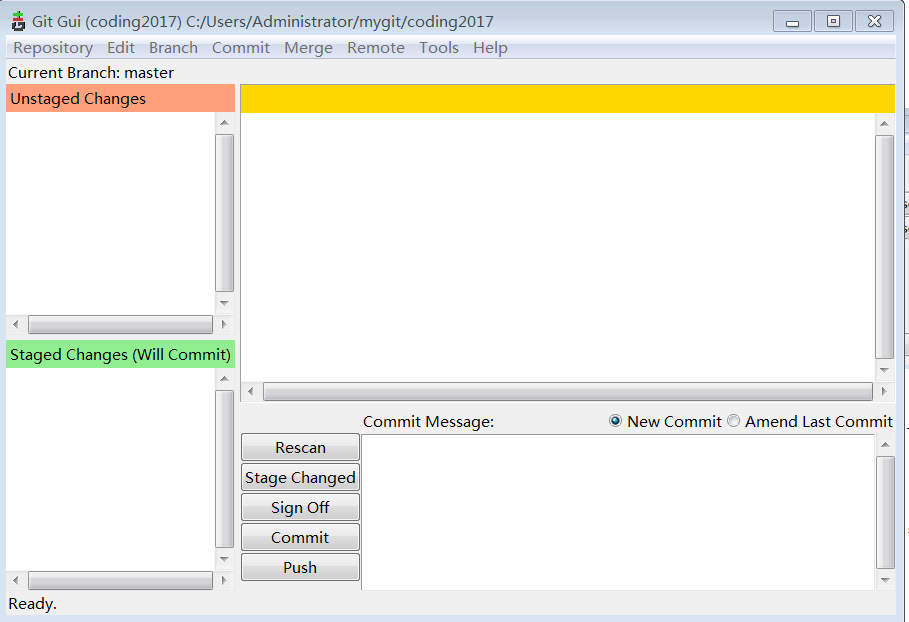 Git Gui (coding2017) C:/Users/Administrator/mygit/coding2017
Repository Edit Branch Commit Merge Remote Tools Help
Current Branch: master
Unstaged Changes
Staged Changes (Will Commit)
Commit Message: New Commit Amend Last Commit
Rescan
Stage Changed
Sign Off
Commit
Push
Ready.